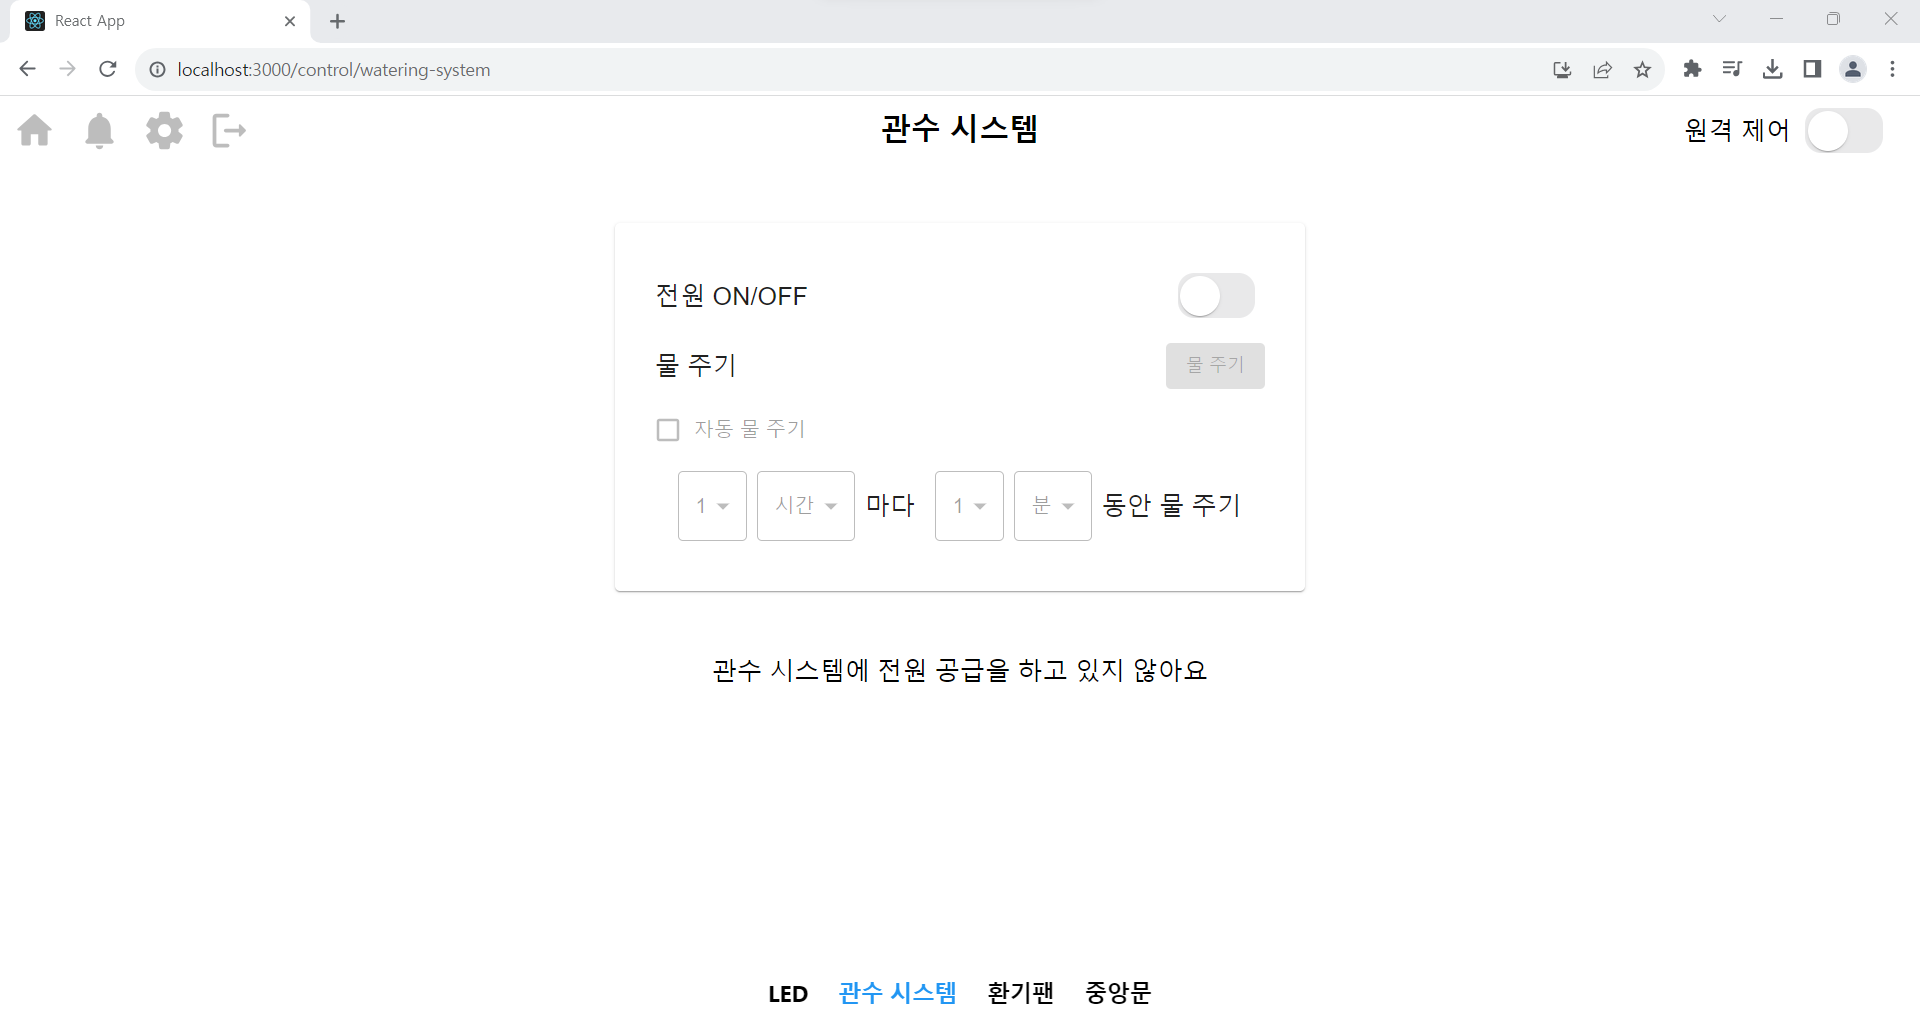 React App
localhost:3000/control/watering-system
관수 시스템
원격 제어
전원 ON/OFF
물 주기 물 주기
자동 물 주기
1 시간 마다 1 분 동안 물 주기
관수 시스템에 전원 공급을 하고 있지 않아요
LED 관수 시스템 환기팬 중앙문